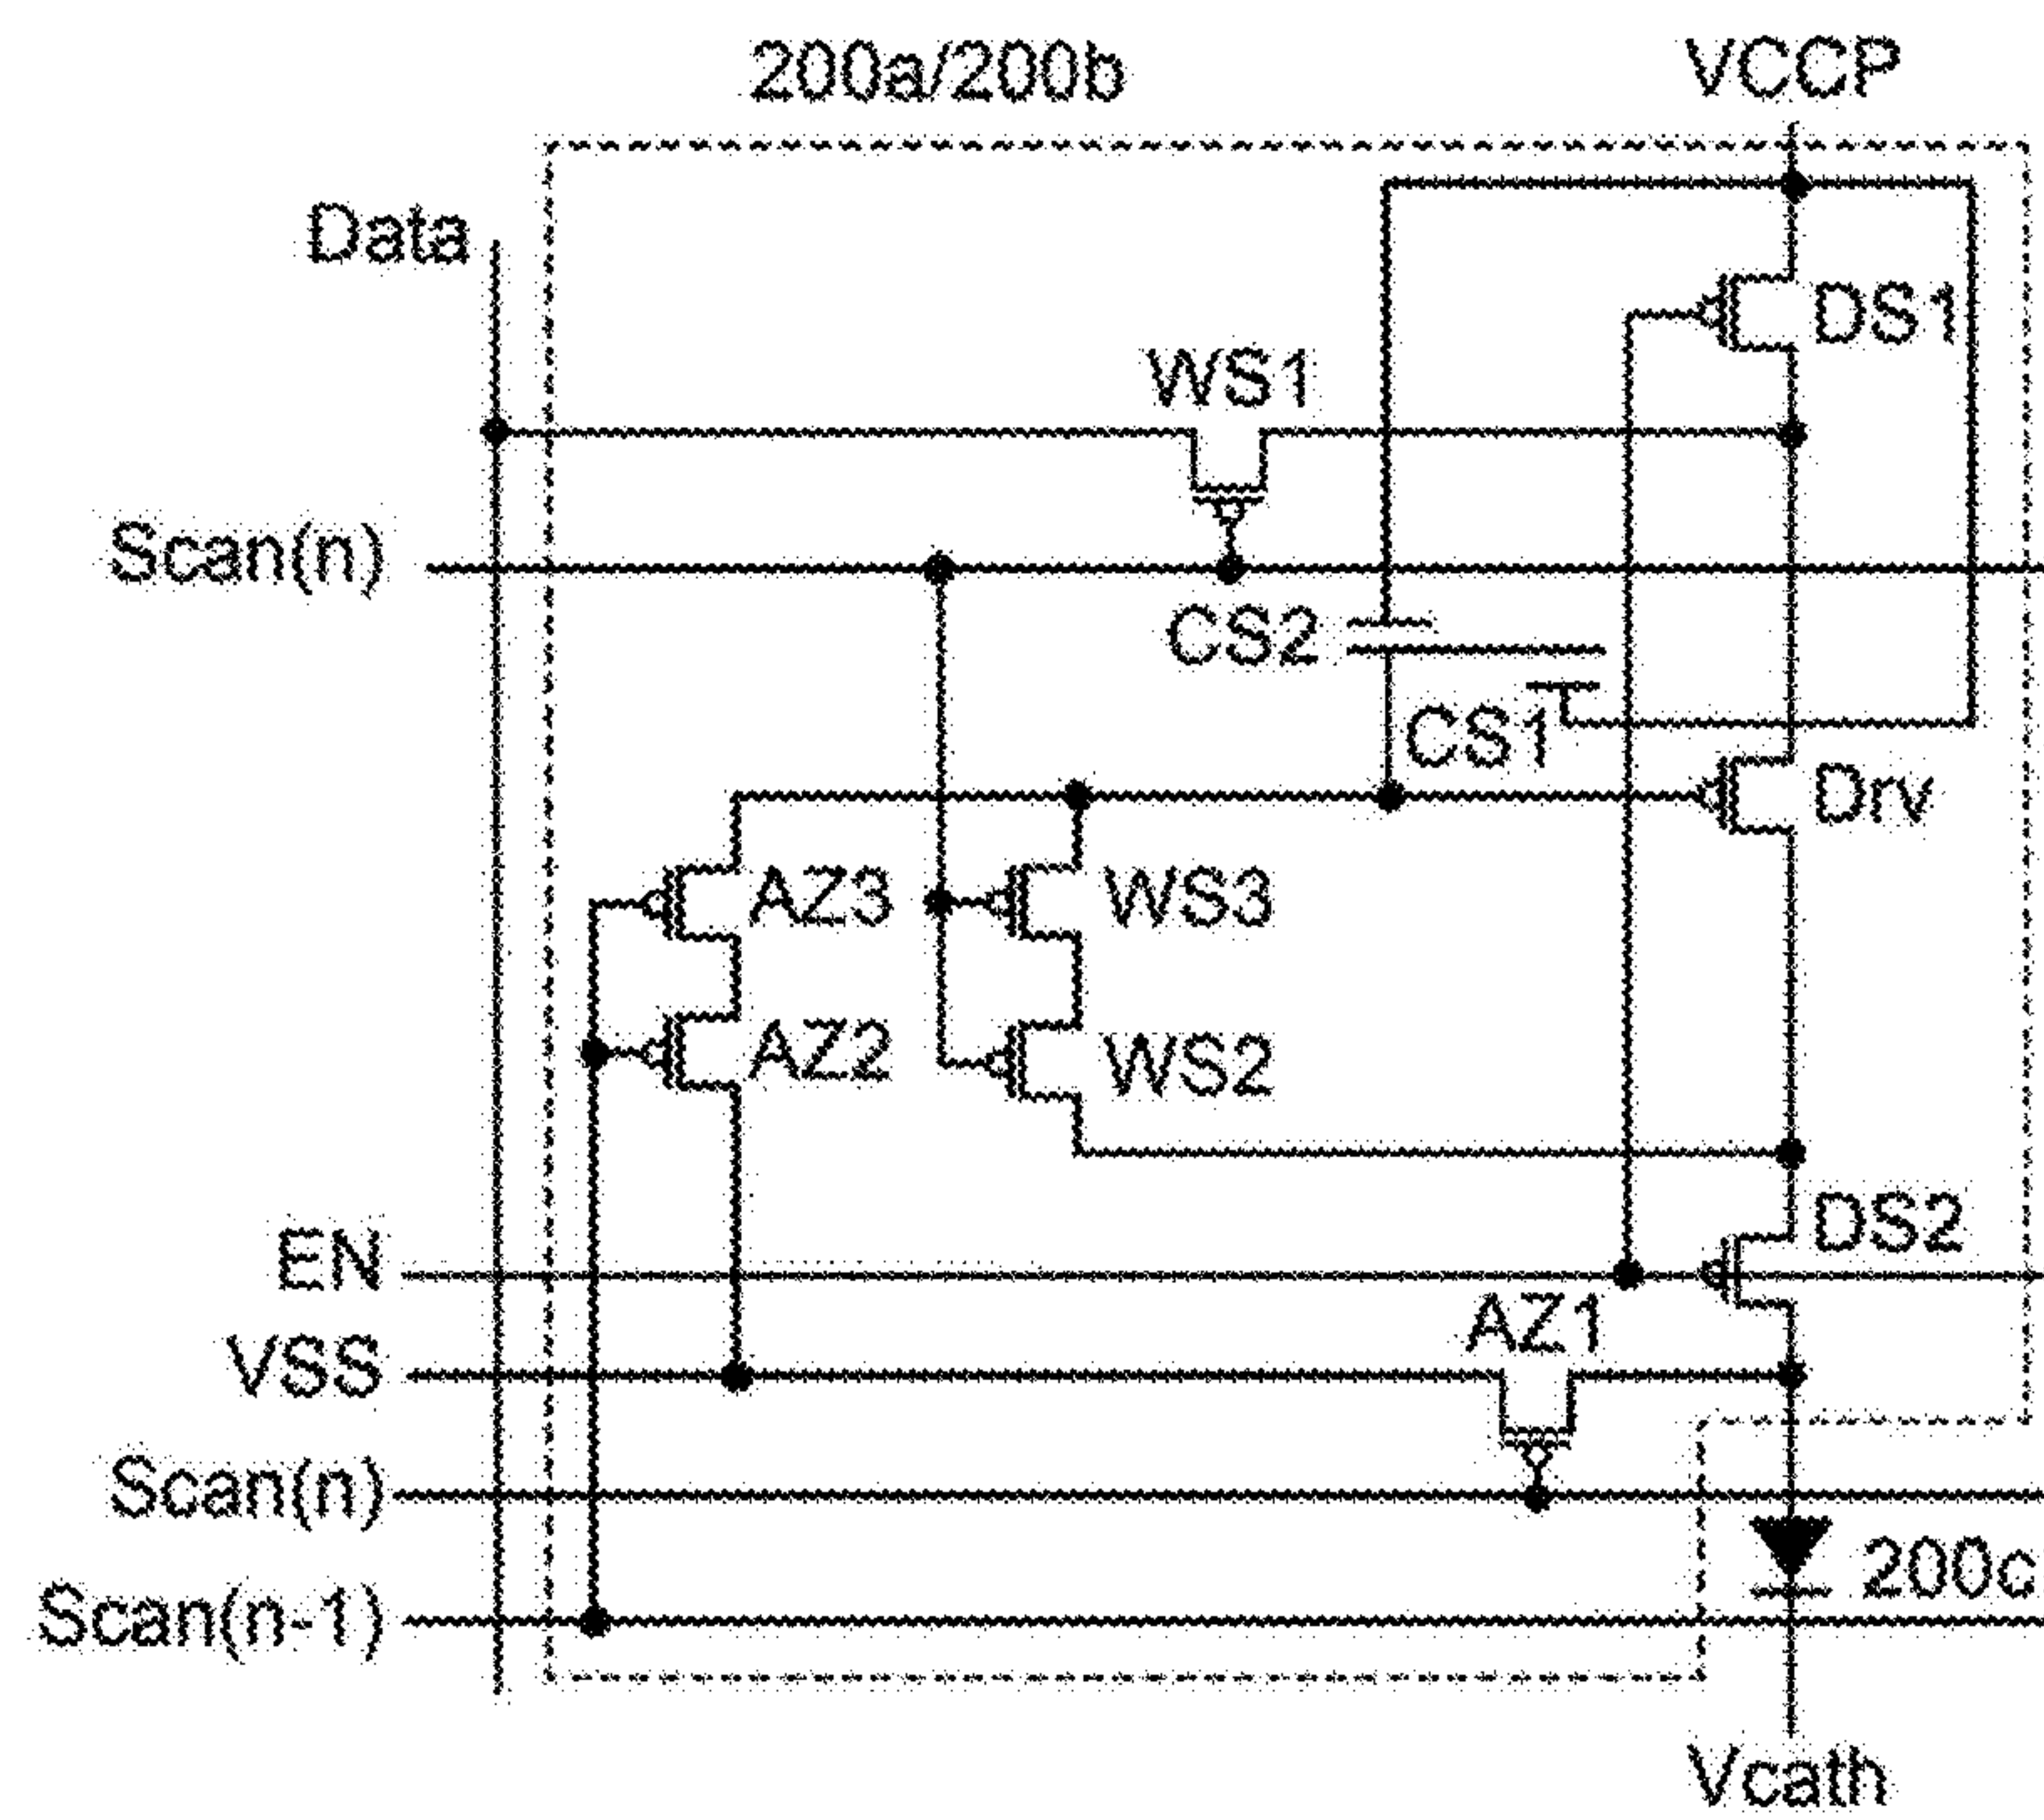 200a/200b
VCCP
Data
DS1
WS1
Scan(n)
CS2
CS1
Drv
AZ3
WS3
AZ2
WS2
DS2
EN
AZ1
VSS
Scan(n)
200c
Scan(n-1)
Vcath